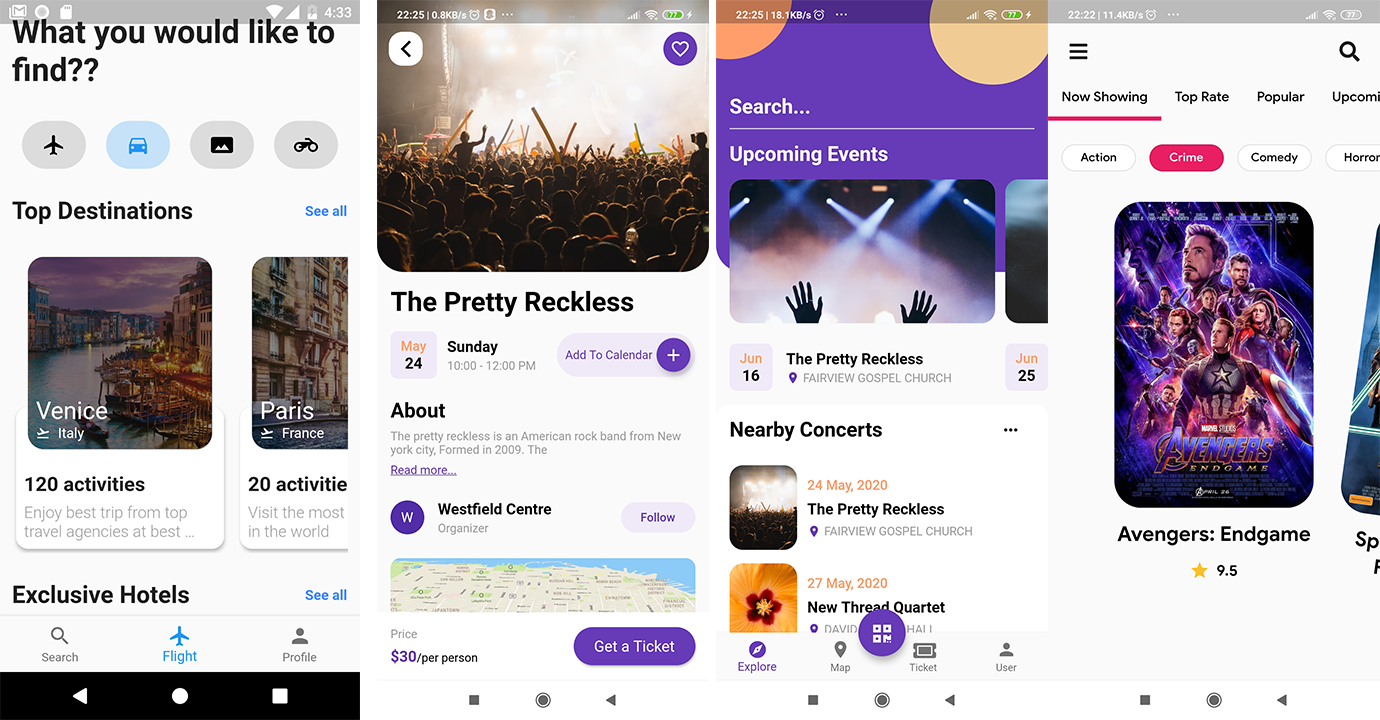 4:33
What you would like to
find??
Top Destinations
See all
Venice
Italy
Paris
France
120 activities
Enjoy best trip from top
travel agencies at best ...
20 activitie
Visit the most
in the world
Exclusive Hotels
See all
Search
Flight
Profile
22:25 | 0.8KB/s
77
The Pretty Reckless
May
24
Sunday
10:00 - 12:00 PM
Add To Calendar
About
The pretty reckless is an American rock band from New
york city, Formed in 2009. The
Read more...
W
Westfield Centre
Organizer
Follow
Price
$30/per person
Get a Ticket
22:25 | 18.1KB/s
77
Search...
Upcoming Events
Jun
16
The Pretty Reckless
FAIRVIEW GOSPEL CHURCH
Jun
25
Nearby Concerts
24 May, 2020
The Pretty Reckless
FAIRVIEW GOSPEL CHURCH
27 May, 2020
New Thread Quartet
DAVID
HALL
Explore
Map
Ticket
User
22:22 | 11.4KB/s
77
Now Showing
Top Rate
Popular
Upcomi
Action
Crime
Comedy
Horror
MARVEL STUDIOS
AVENGERS
ENDGAME
APRIL 26
Avengers: Endgame
9.5
Sp
F